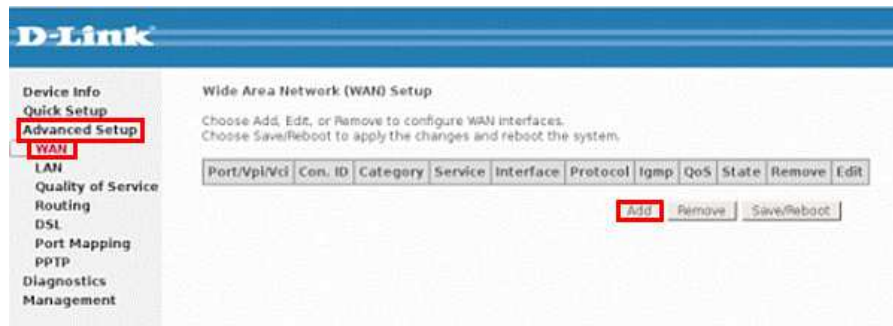 D-Link
Device Info
Quick Setup
Advanced Setup
WAN
LAN
Quality of Service
Routing
DSL
Port Mapping
PPTP
Diagnostics
Management
Wide Area Network (WAN) Setup
Choose Add, Edit, or Remove to configure WAN interfaces.
Choose Save/Reboot to apply the changes and reboot the system.
Port/Vpi/Vci Con. ID Category Service Interface Protocol Igmp QoS State Remove Edit
Add Remove Save/Reboot